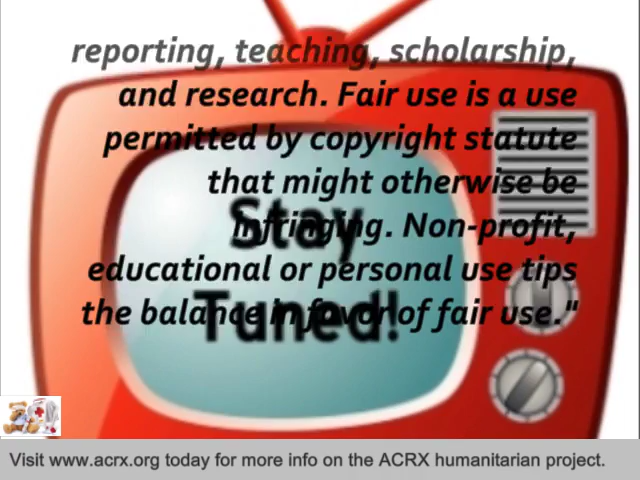 reporting, teaching, scholarship,
and research. Fair use is a use
permitted by copyright statute
that might otherwise be
infringing. Non-profit,
educational or personal use tips
the balance in favor of fair use."
Stay
Tuned!
Visit www.acrx.org today for more info on the ACRX humanitarian project.